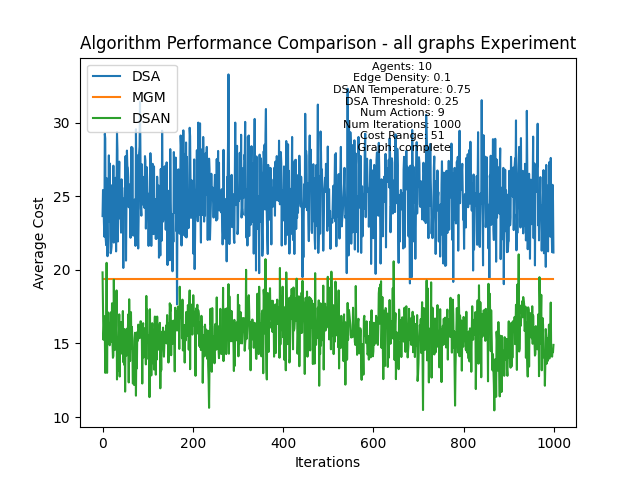 Algorithm Performance Comparison - all graphs Experiment
DSA
MGM
DSAN
Agents: 10
Edge Density: 0.1
DSAN Temperature: 0.75
DSA Threshold: 0.25
Num Actions: 9
Num Iterations: 1000
Cost Range: 51
Graph: complete
Average Cost
30
25
20
15
10
0
200
400
600
800
1000
Iterations